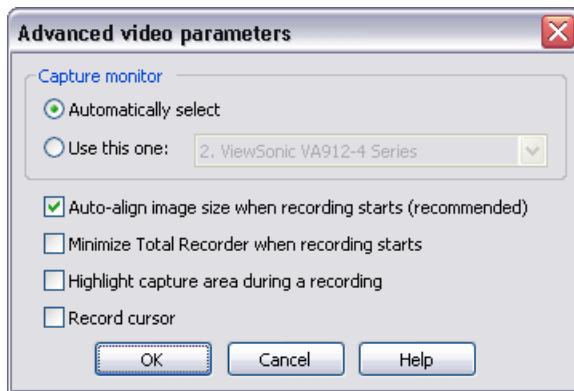 Advanced video parameters
Capture monitor
Automatically select
Use this one: 2. ViewSonic VA912-4 Series
Auto-align image size when recording starts (recommended)
Minimize Total Recorder when recording starts
Highlight capture area during a recording
Record cursor
OK Cancel Help